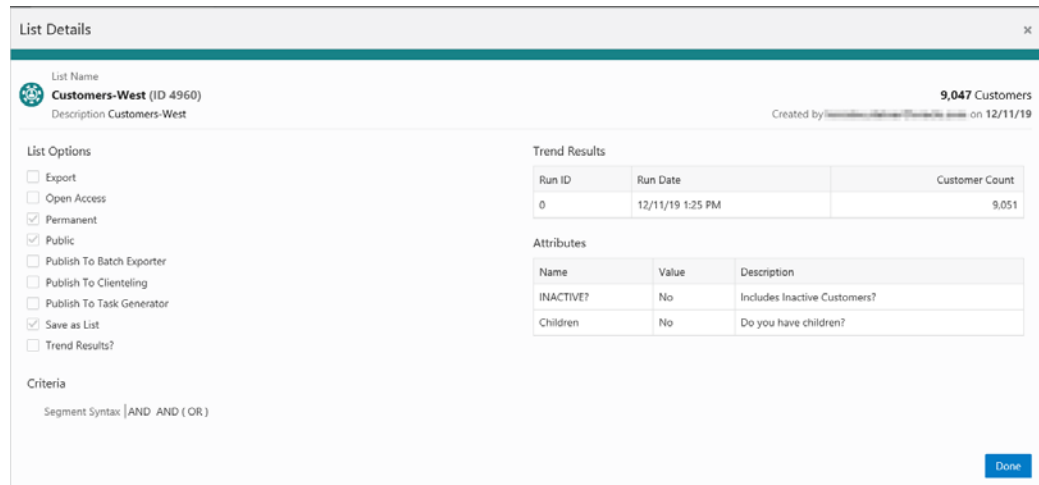 List Details
×
List Name
Customers-West (ID 4960)
Description Customers-West
9,047 Customers
Created by on 12/11/19
List Options
Export
Open Access
Permanent
Public
Publish To Batch Exporter
Publish To Clienteling
Publish To Task Generator
Save as List
Trend Results?
Criteria
Segment Syntax AND AND ( OR )
Trend Results
Run ID Run Date Customer Count
0 12/11/19 1:25 PM 9,051
Attributes
Name Value Description
INACTIVE? No Includes Inactive Customers?
Children No Do you have children?
Done